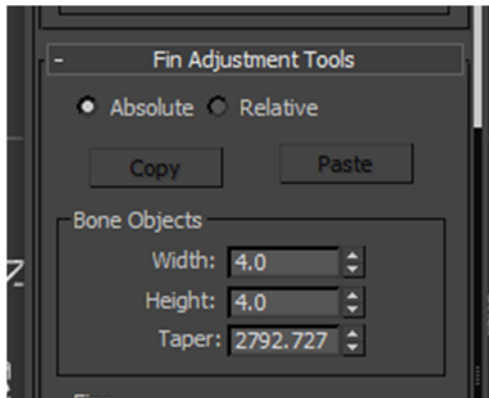 - Fin Adjustment Tools
Absolute Relative
Copy Paste
Bone Objects
Width: 4.0
Height: 4.0
Taper: 2792.727